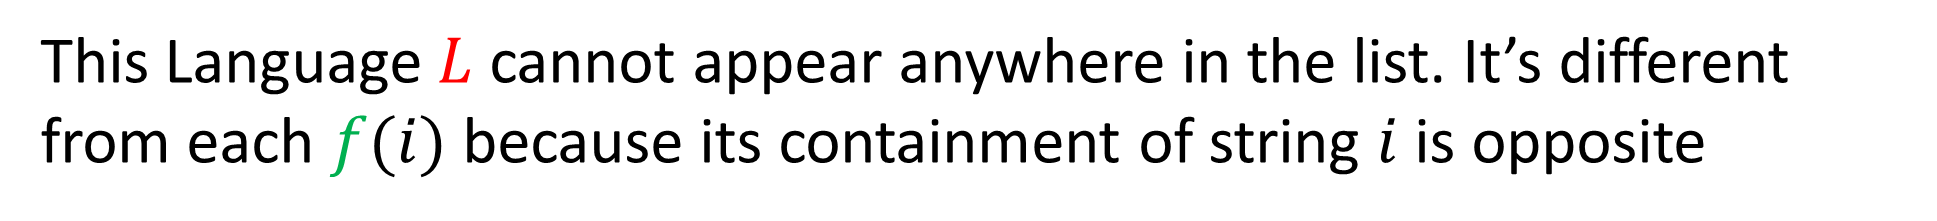 This Language L cannot appear anywhere in the list. It’s different
from each f(i) because its containment of string i is opposite